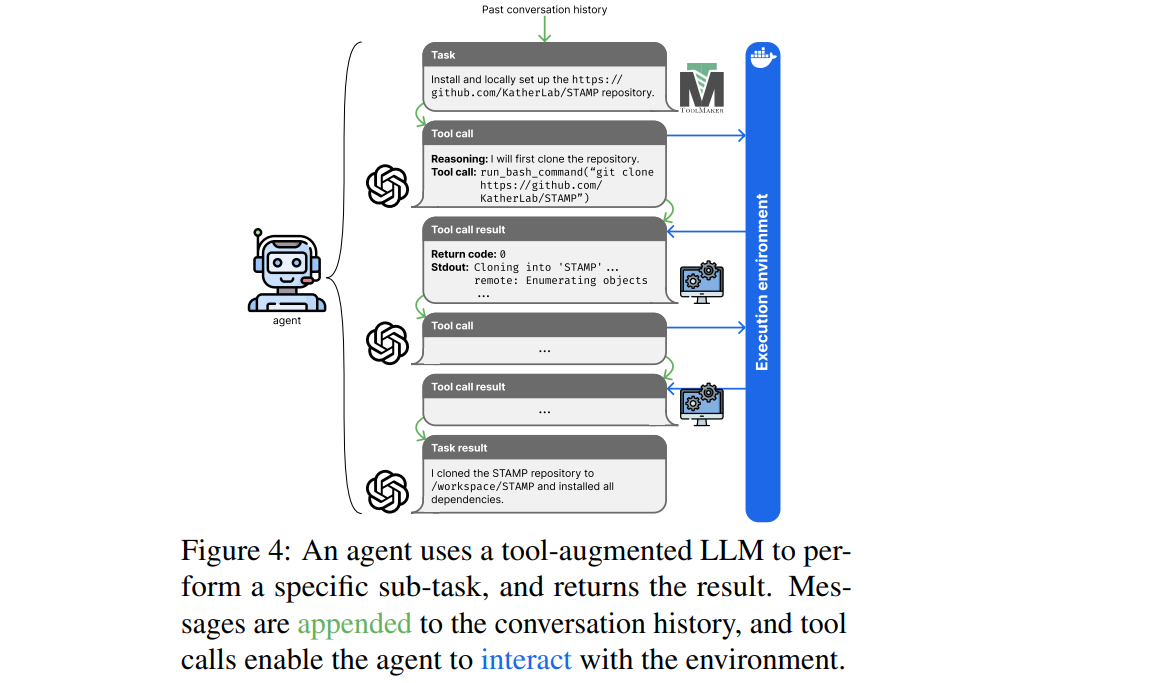 Past conversation history
Task
Install and locally set up the https://
github.com/KatherLab/STAMP repository.
TOOLMAKER
Tool call
Reasoning: I will first clone the repository.
Tool call: run_bash_command(“git clone
https://github.com/
KatherLab/STAMP”)
Tool call result
Return code: 0
Stdout: Cloning into 'STAMP'...
remote: Enumerating objects
...
Tool call
...
Tool call result
...
Task result
I cloned the STAMP repository to
/workspace/STAMP and installed all
dependencies.
agent
Execution environment
Figure 4: An agent uses a tool-augmented LLM to per-
form a specific sub-task, and returns the result. Mes-
sages are appended to the conversation history, and tool
calls enable the agent to interact with the environment.